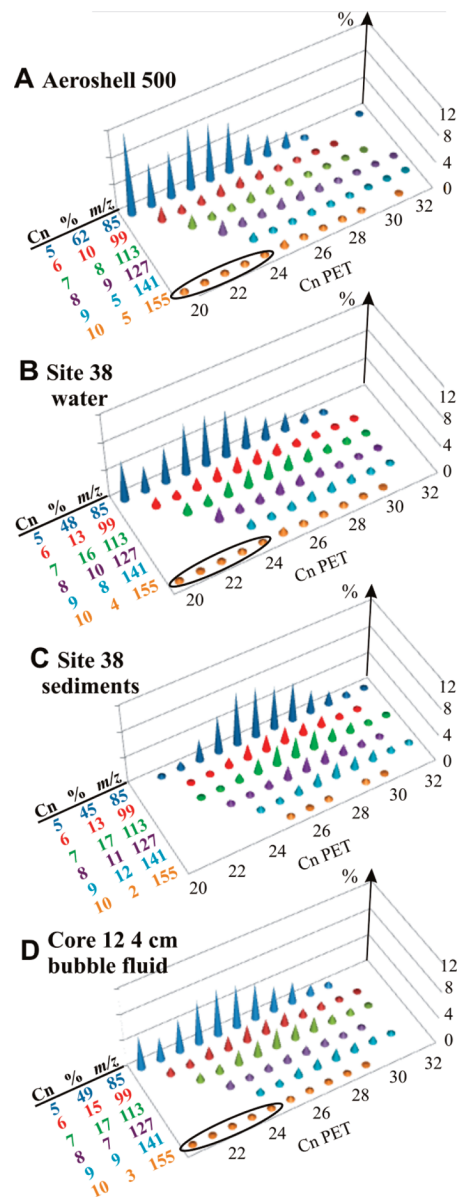 %
A Aeroshell 500
12
8
4
0
Cn % m/z
5 62 85
6 10 99
7 8 113
8 9 127
9 5 141
10 5 155
20 22 24 26 28 30 32
Cn PET
%
B Site 38
water
12
8
4
0
Cn % m/z
5 48 85
6 13 99
7 16 113
8 10 127
9 8 141
10 4 155
20 22 24 26 28 30 32
Cn PET
%
C Site 38
sediments
12
8
4
0
Cn % m/z
5 45 85
6 13 99
7 17 113
8 11 127
9 12 141
10 2 155
20 22 24 26 28 30 32
Cn PET
%
D Core 12 4 cm
bubble fluid
12
8
4
0
Cn % m/z
5 49 85
6 15 99
7 17 113
8 7 127
9 9 141
10 3 155
22 24 26 28 30 32
Cn PET